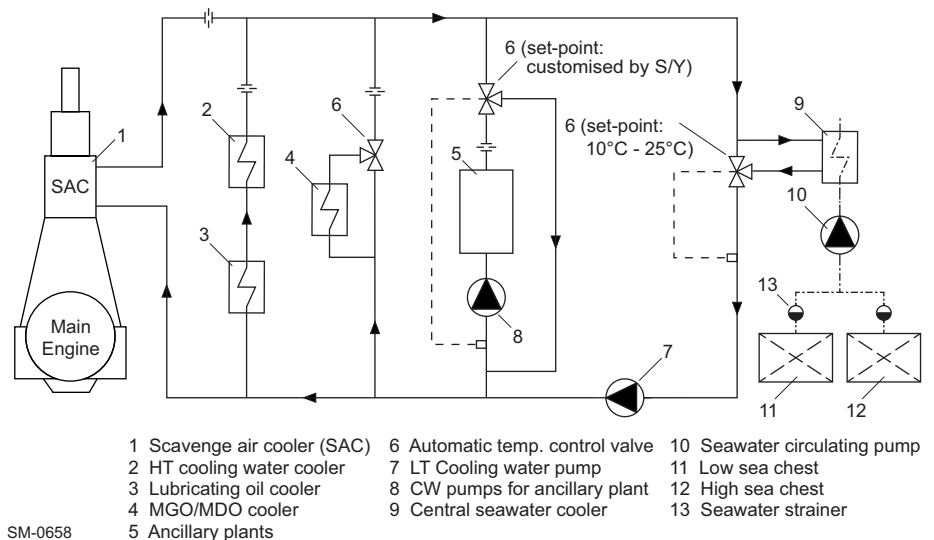 6 (set-point:
customised by S/Y)
6 (set-point:
10°C - 25°C)
1
SAC
2
3
4
6
5
8
7
9
10
13
11
12
Main
Engine
1 Scavenge air cooler (SAC)
2 HT cooling water cooler
3 Lubricating oil cooler
4 MGO/MDO cooler
5 Ancillary plants
6 Automatic temp. control valve
7 LT Cooling water pump
8 CW pumps for ancillary plant
9 Central seawater cooler
10 Seawater circulating pump
11 Low sea chest
12 High sea chest
13 Seawater strainer
SM-0658